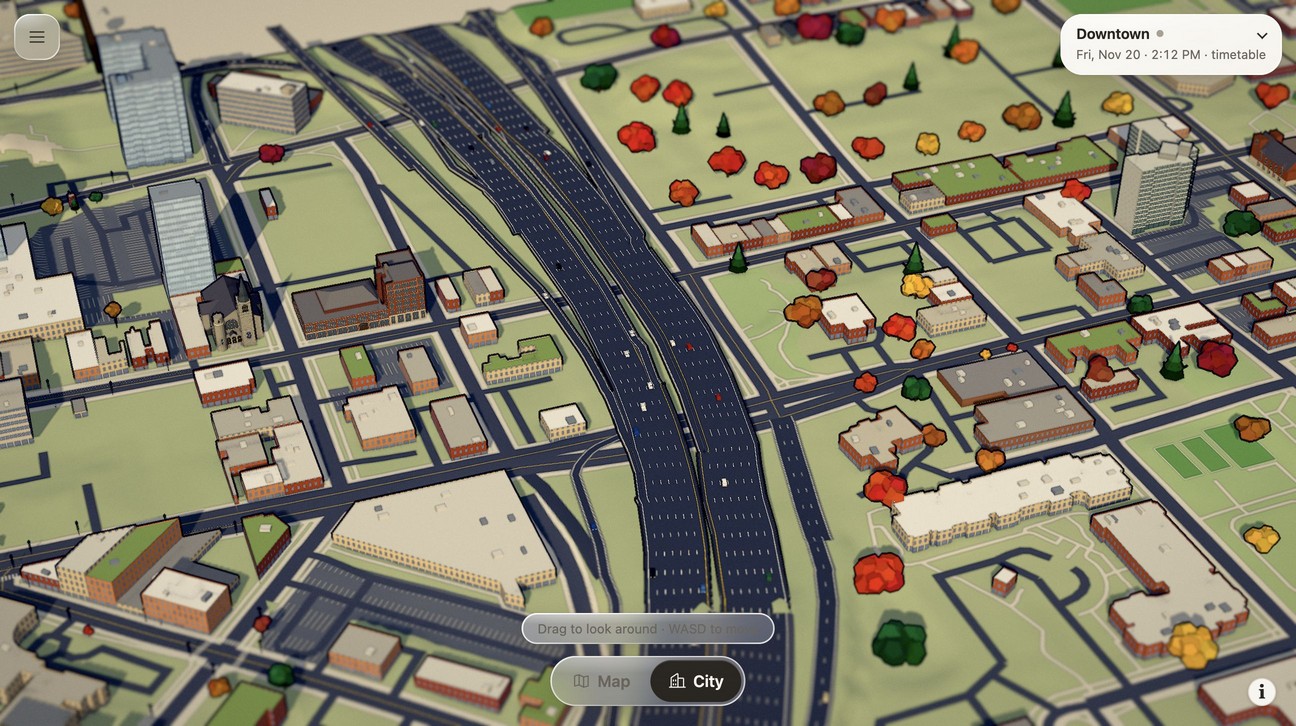 Downtown
Fri, Nov 20 · 2:12 PM · timetable
Drag to look around · WASD to
Map
City
i